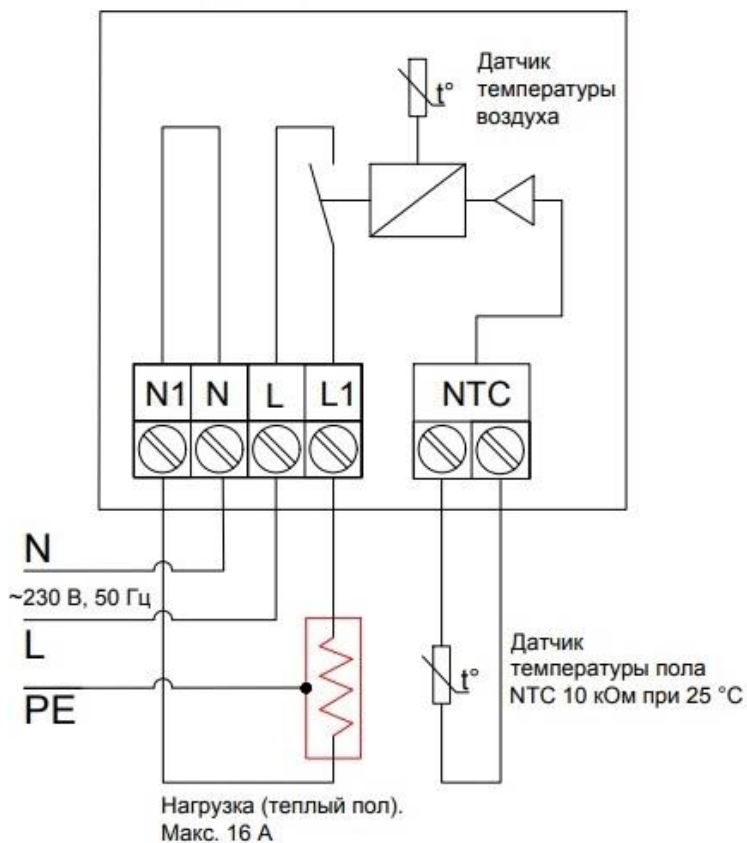 t°
Датчик
температуры
воздуха
N1 N L L1
NTC
N
~230 В, 50 Гц
L
PE
t°
Датчик
температуры пола
NTC 10 кОм при 25 °C
Нагрузка (теплый пол).
Макс. 16 А